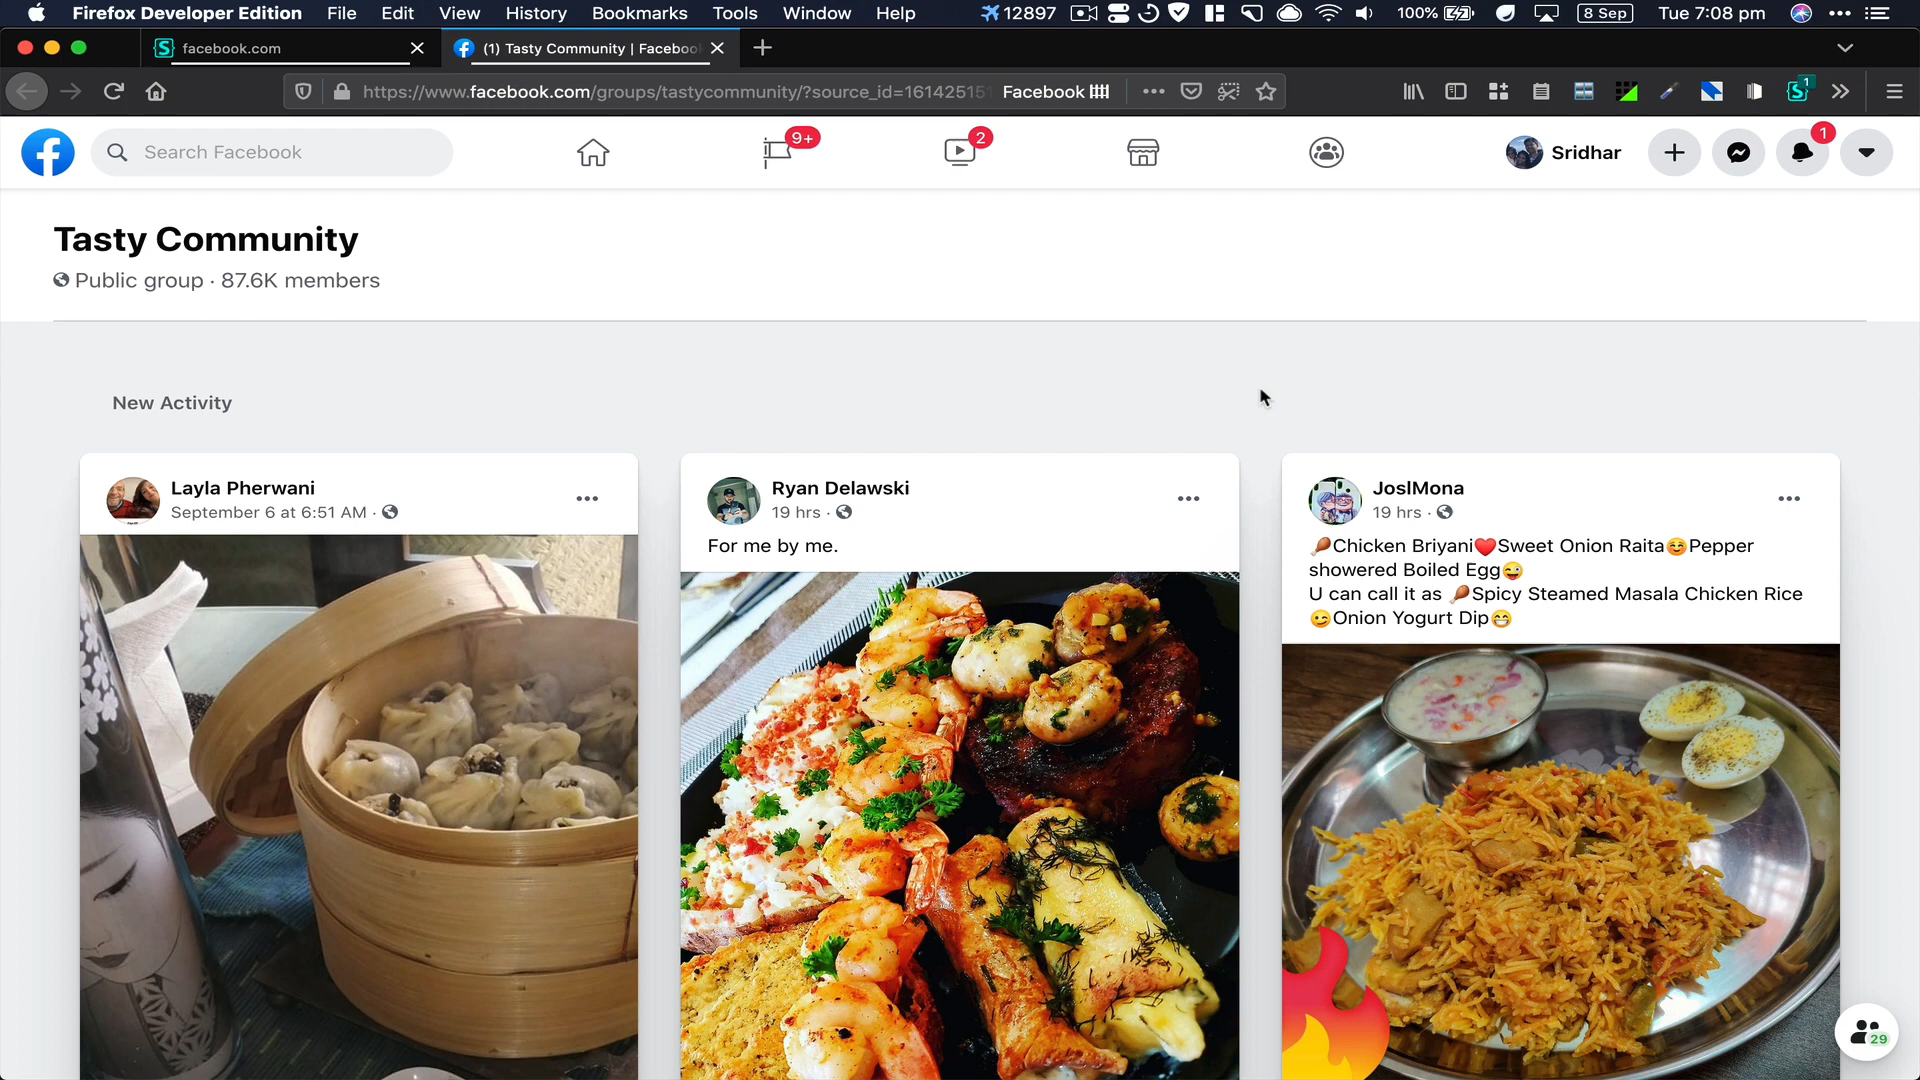 Firefox Developer Edition File Edit View History Bookmarks Tools Window Help 12897 100% 8 Sep Tue 7:08 pm
facebook.com (1) Tasty Community | Faceboo
https://www.facebook.com/groups/tastycommunity/?source_id=161425151 Facebook 1
Search Facebook 9+ 2 Sridhar 1
Tasty Community
Public group · 87.6K members
New Activity
Layla Pherwani
September 6 at 6:51 AM ·
Ryan Delawski
19 hrs ·
For me by me.
JoslMona
19 hrs ·
🍗Chicken Briyani❤️Sweet Onion Raita😊Pepper
showered Boiled Egg😜
U can call it as 🍗Spicy Steamed Masala Chicken Rice
😉Onion Yogurt Dip😁
29